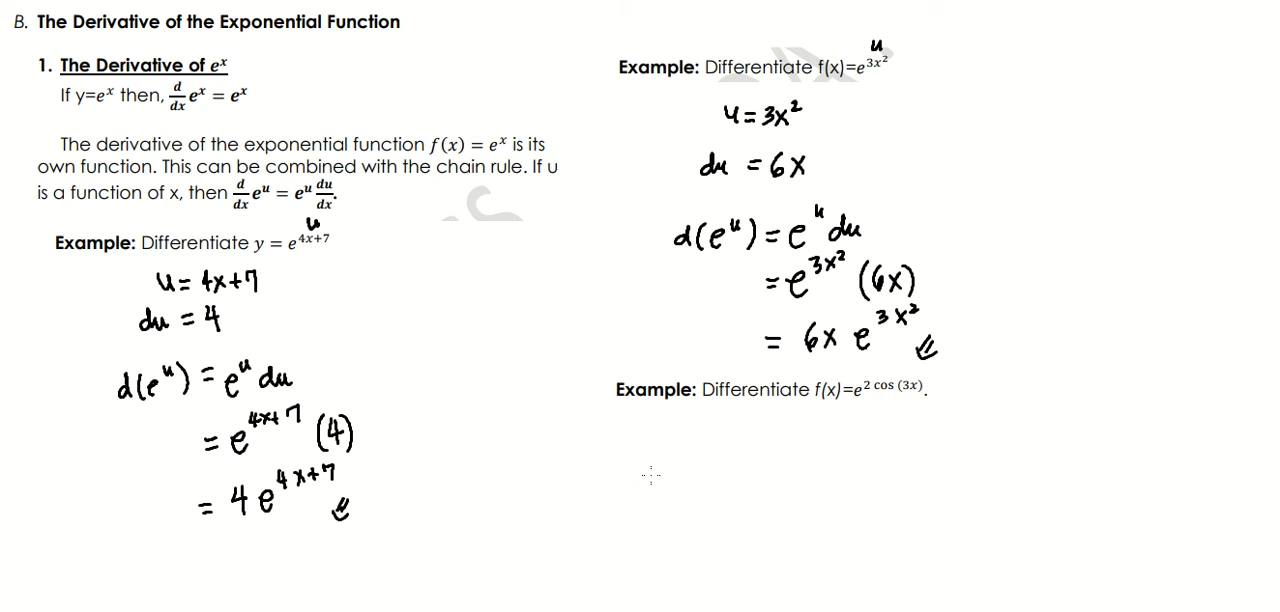 B. The Derivative of the Exponential Function
1. The Derivative of eˣ
If y=eˣ then, d/dx eˣ = eˣ
The derivative of the exponential function f(x) = eˣ is its
own function. This can be combined with the chain rule. If u
is a function of x, then d/dx eᵘ = eᵘ du/dx.
u
Example: Differentiate y = e^(4x+7)
u = 4x+7
du = 4
d(eᵘ) = eᵘ du
= e^(4x+7) (4)
= 4e^(4x+7)
u
Example: Differentiate f(x)=e^(3x²)
u = 3x²
du = 6x
d(eᵘ) = eᵘ du
= e^(3x²) (6x)
= 6x e^(3x²)
Example: Differentiate f(x)=e^(2 cos (3x)).